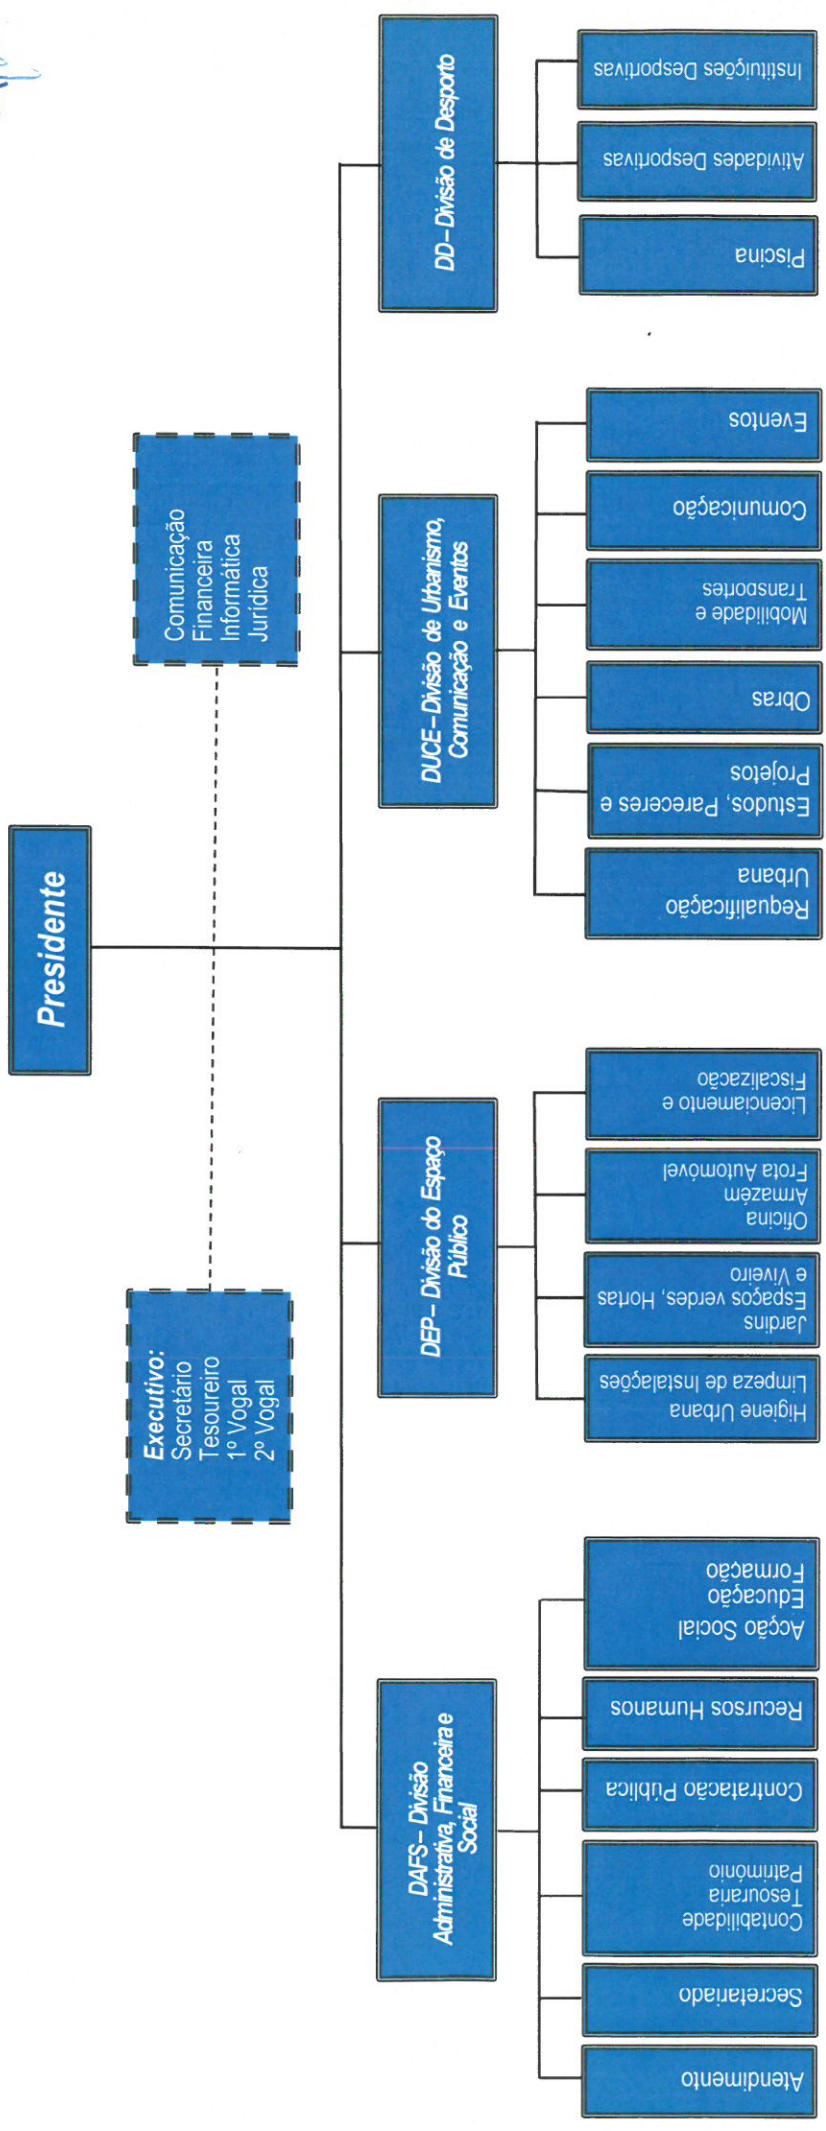 Presidente
Executivo:
Secretário
Tesoureiro
1º Vogal
2º Vogal
Comunicação
Financeira
Informática
Jurídica
DAFS – Divisão
Administrativa, Financeira e
Social
DEP – Divisão do Espaço
Público
DUCE – Divisão de Urbanismo,
Comunicação e Eventos
DD – Divisão de Desporto
Atendimento
Secretariado
Contabilidade
Tesouraria
Património
Contratação Pública
Recursos Humanos
Acção Social
Educação
Formação
Higiene Urbana
Limpeza de Instalações
Jardins
Espaços verdes, Hortas
e Viveiro
Oficina
Armazém
Frota Automóvel
Licenciamento e
Fiscalização
Requalificação
Urbana
Estudos, Pareceres e
Projetos
Obras
Mobilidade e
Transportes
Comunicação
Eventos
Piscina
Atividades Desportivas
Instituições Desportivas